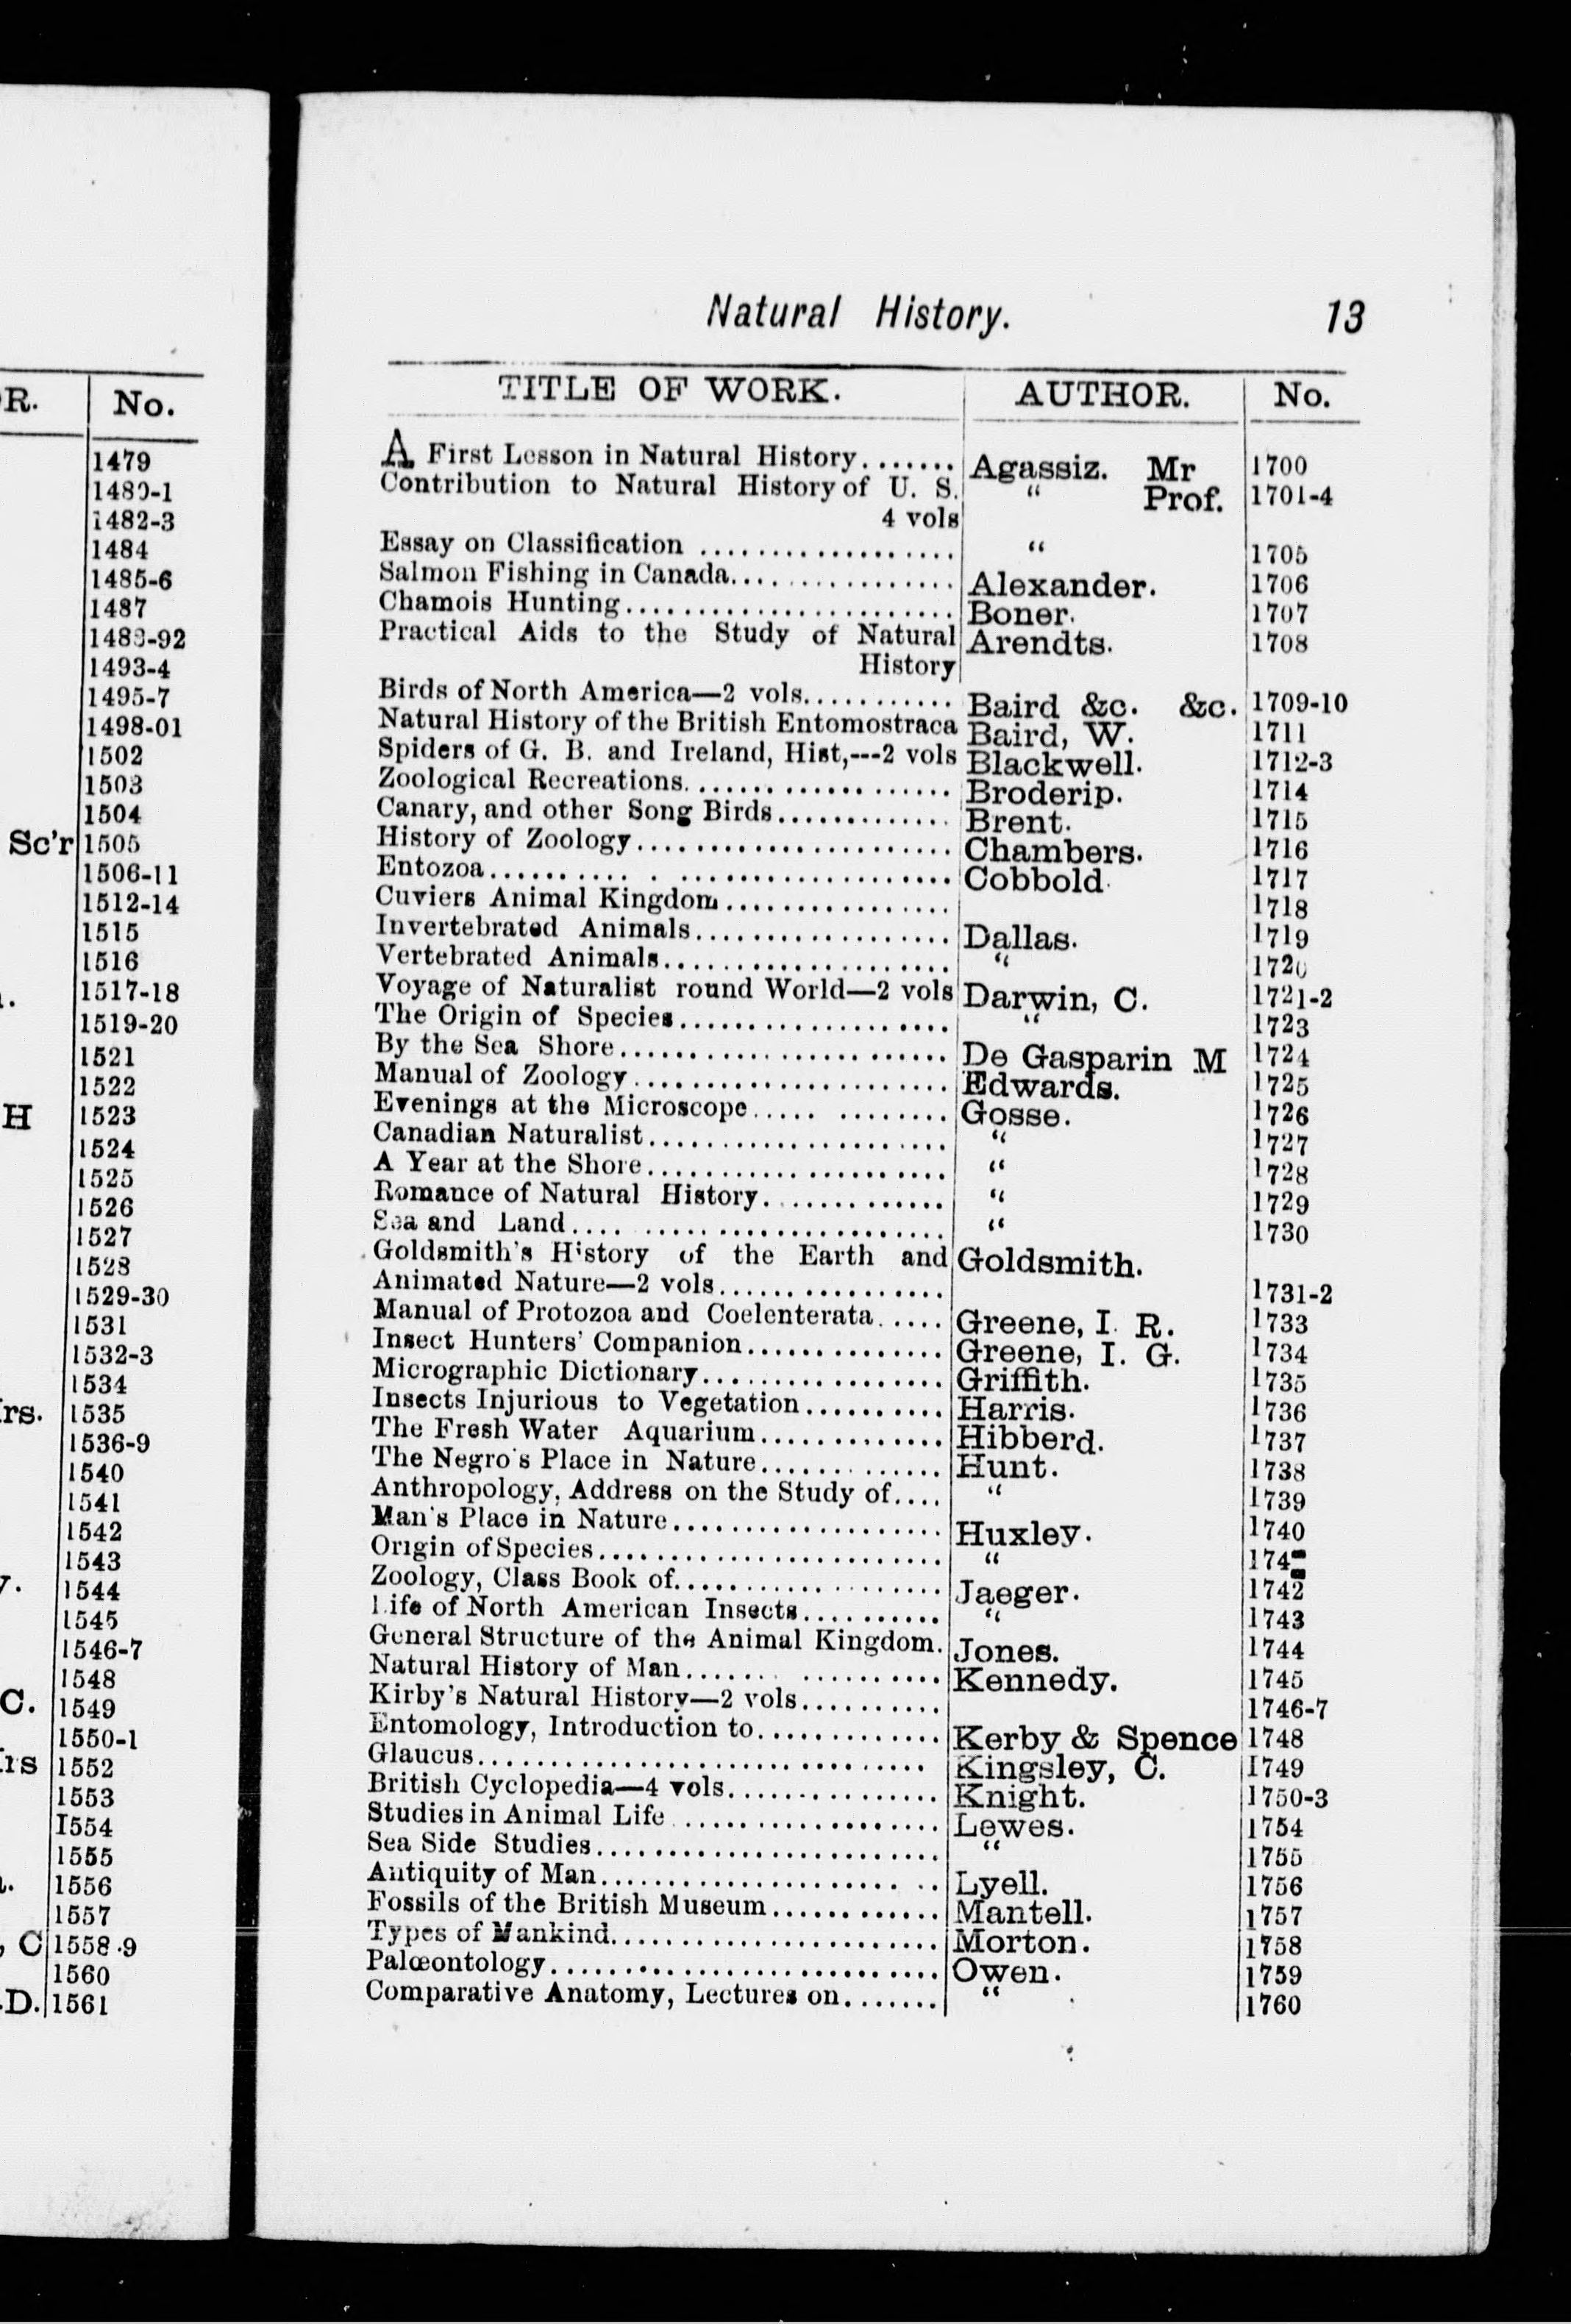 R.
No.
1479
1480-1
1482-3
1484
1485-6
1487
1488-92
1493-4
1495-7
1498-01
1502
1503
1504
Sc'r 1505
1506-11
1512-14
1515
1516
1517-18
1519-20
1521
1522
H 1523
1524
1525
1526
1527
1528
1529-30
1531
1532-3
1534
rs. 1535
1536-9
1540
1541
1542
1543
1544
1545
1546-7
1548
C. 1549
1550-1
rs 1552
1553
1554
1555
1556
1557
, C 1558-9
1560
.D. 1561
Natural History. 13
TITLE OF WORK. AUTHOR. No.
A First Lesson in Natural History....... Agassiz. Mr 1700
Contribution to Natural History of U. S. “ Prof. 1701-4
4 vols
Essay on Classification .................. “ 1705
Salmon Fishing in Canada................ Alexander. 1706
Chamois Hunting....................... Boner. 1707
Practical Aids to the Study of Natural Arendts. 1708
History
Birds of North America—2 vols........... Baird &c. &c. 1709-10
Natural History of the British Entomostraca Baird, W. 1711
Spiders of G. B. and Ireland, Hist,---2 vols Blackwell. 1712-3
Zoological Recreations................... Broderip. 1714
Canary, and other Song Birds............. Brent. 1715
History of Zoology...................... Chambers. 1716
Entozoa............................... Cobbold. 1717
Cuviers Animal Kingdom................ 1718
Invertebrated Animals.................. Dallas. 1719
Vertebrated Animals.................... “ 1720
Voyage of Naturalist round World—2 vols Darwin, C. 1721-2
The Origin of Species................... “ 1723
By the Sea Shore....................... De Gasparin M 1724
Manual of Zoology...................... Edwards. 1725
Evenings at the Microscope............. Gosse. 1726
Canadian Naturalist..................... “ 1727
A Year at the Shore..................... “ 1728
Romance of Natural History............. “ 1729
Sea and Land.......................... “ 1730
Goldsmith's History of the Earth and Goldsmith.
Animated Nature—2 vols................ 1731-2
Manual of Protozoa and Coelenterata..... Greene, I. R. 1733
Insect Hunters' Companion.............. Greene, I. G. 1734
Micrographic Dictionary................. Griffith. 1735
Insects Injurious to Vegetation.......... Harris. 1736
The Fresh Water Aquarium............. Hibberd. 1737
The Negro's Place in Nature............. Hunt. 1738
Anthropology, Address on the Study of.... “ 1739
Man's Place in Nature................... Huxley. 1740
Origin of Species........................ “ 174
Zoology, Class Book of................... Jaeger. 1742
Life of North American Insects.......... “ 1743
General Structure of the Animal Kingdom. Jones. 1744
Natural History of Man.................. Kennedy. 1745
Kirby's Natural History—2 vols.......... 1746-7
Entomology, Introduction to............. Kerby & Spence 1748
Glaucus............................... Kingsley, C. 1749
British Cyclopedia—4 vols............... Knight. 1750-3
Studies in Animal Life................... Lewes. 1754
Sea Side Studies........................ “ 1755
Antiquity of Man....................... Lyell. 1756
Fossils of the British Museum............ Mantell. 1757
Types of Mankind....................... Morton. 1758
Palœontology........................... Owen. 1759
Comparative Anatomy, Lectures on....... “ 1760